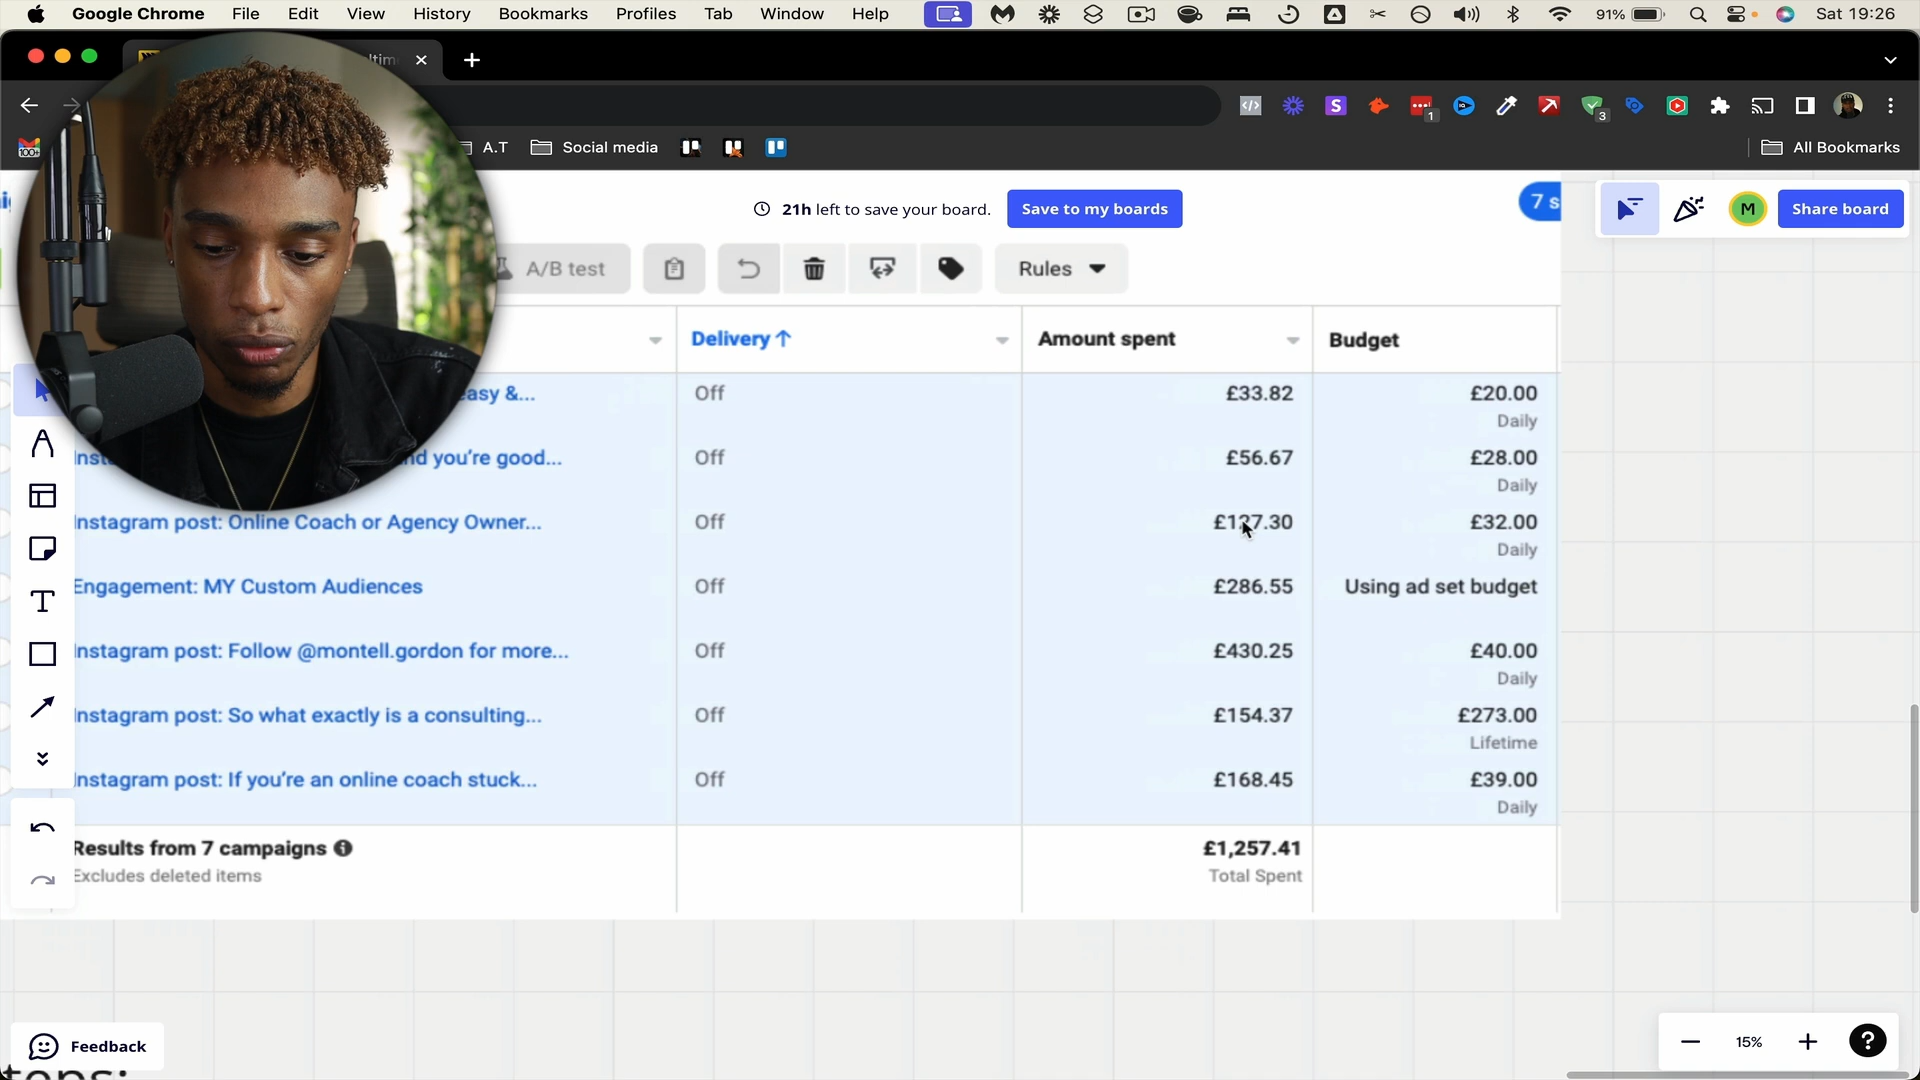 Google Chrome File Edit View History Bookmarks Profiles Tab Window Help 91% Sat 19:26
100+ A.T Social media 1 3 All Bookmarks
21h left to save your board. Save to my boards 7 s M Share board
A/B test Rules
Delivery ↑ Amount spent Budget
easy &... Off £33.82 £20.00
Daily
you're good... Off £56.67 £28.00
Daily
Instagram post: Online Coach or Agency Owner... Off £127.30 £32.00
Daily
Engagement: MY Custom Audiences Off £286.55 Using ad set budget
Instagram post: Follow @montell.gordon for more... Off £430.25 £40.00
Daily
Instagram post: So what exactly is a consulting... Off £154.37 £273.00
Lifetime
Instagram post: If you're an online coach stuck... Off £168.45 £39.00
Daily
Results from 7 campaigns £1,257.41
Excludes deleted items Total Spent
Feedback 15%